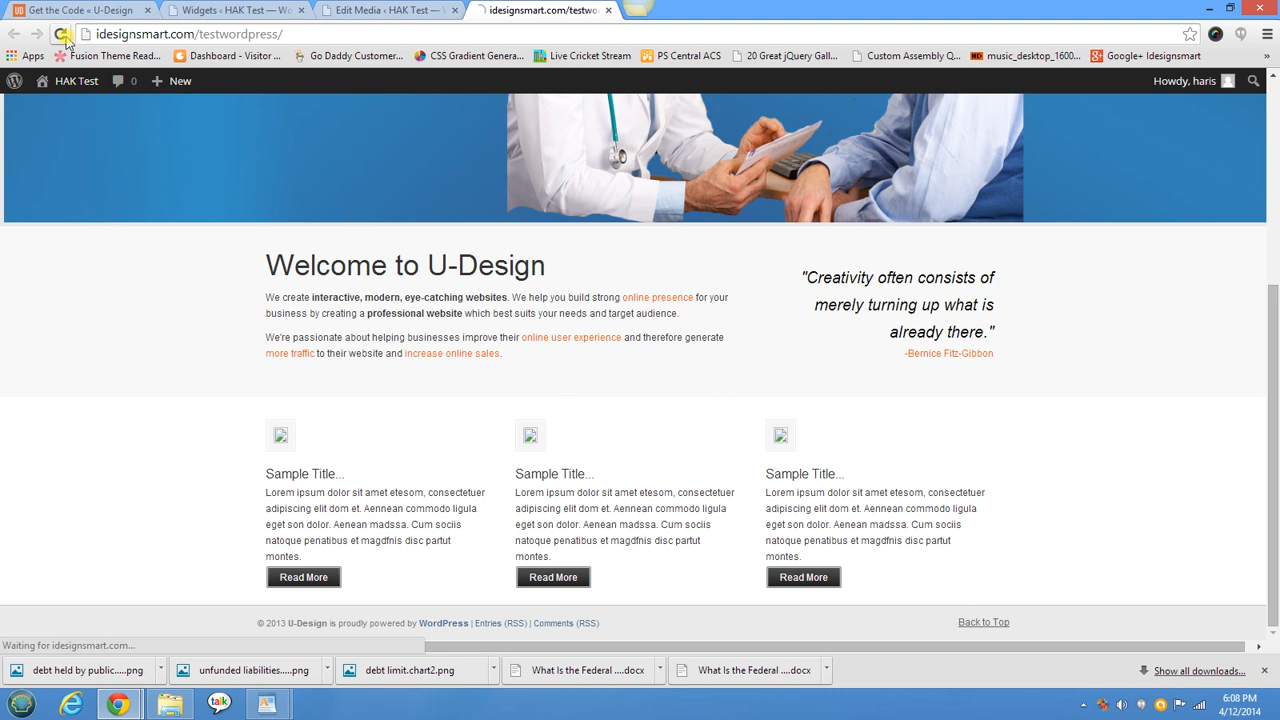 Get the Code - U-Design
Widgets ‹ HAK Test — Wo
Edit Media ‹ HAK Test —
idesignsmart.com/testwo
idesignsmart.com/testwordpress/
Apps
Fusion Theme Read...
Dashboard - Visitor ...
Go Daddy Customer...
CSS Gradient Genera...
Live Cricket Stream
PS Central ACS
20 Great jQuery Gall...
Custom Assembly Q...
music_desktop_1600...
Google+ Idesignsmart
»
HAK Test
0
New
Howdy, haris
Welcome to U-Design
We create interactive, modern, eye-catching websites. We help you build strong online presence for your
business by creating a professional website which best suits your needs and target audience.
We're passionate about helping businesses improve their online user experience and therefore generate
more traffic to their website and increase online sales.
"Creativity often consists of
merely turning up what is
already there."
-Bernice Fitz-Gibbon
Sample Title...
Lorem ipsum dolor sit amet etesom, consectetuer
adipiscing elit dom et. Aennean commodo ligula
eget son dolor. Aenean madssa. Cum sociis
natoque penatibus et magdfnis disc partut
montes.
Read More
Sample Title...
Lorem ipsum dolor sit amet etesom, consectetuer
adipiscing elit dom et. Aennean commodo ligula
eget son dolor. Aenean madssa. Cum sociis
natoque penatibus et magdfnis disc partut
montes.
Read More
Sample Title...
Lorem ipsum dolor sit amet etesom, consectetuer
adipiscing elit dom et. Aennean commodo ligula
eget son dolor. Aenean madssa. Cum sociis
natoque penatibus et magdfnis disc partut
montes.
Read More
© 2013 U-Design is proudly powered by WordPress | Entries (RSS) | Comments (RSS)
Back to Top
Waiting for idesignsmart.com...
debt held by public.....png
unfunded liabilities.....png
debt limit.chart2.png
What Is the Federal ....docx
What Is the Federal ....docx
Show all downloads...
talk
6:08 PM
4/12/2014